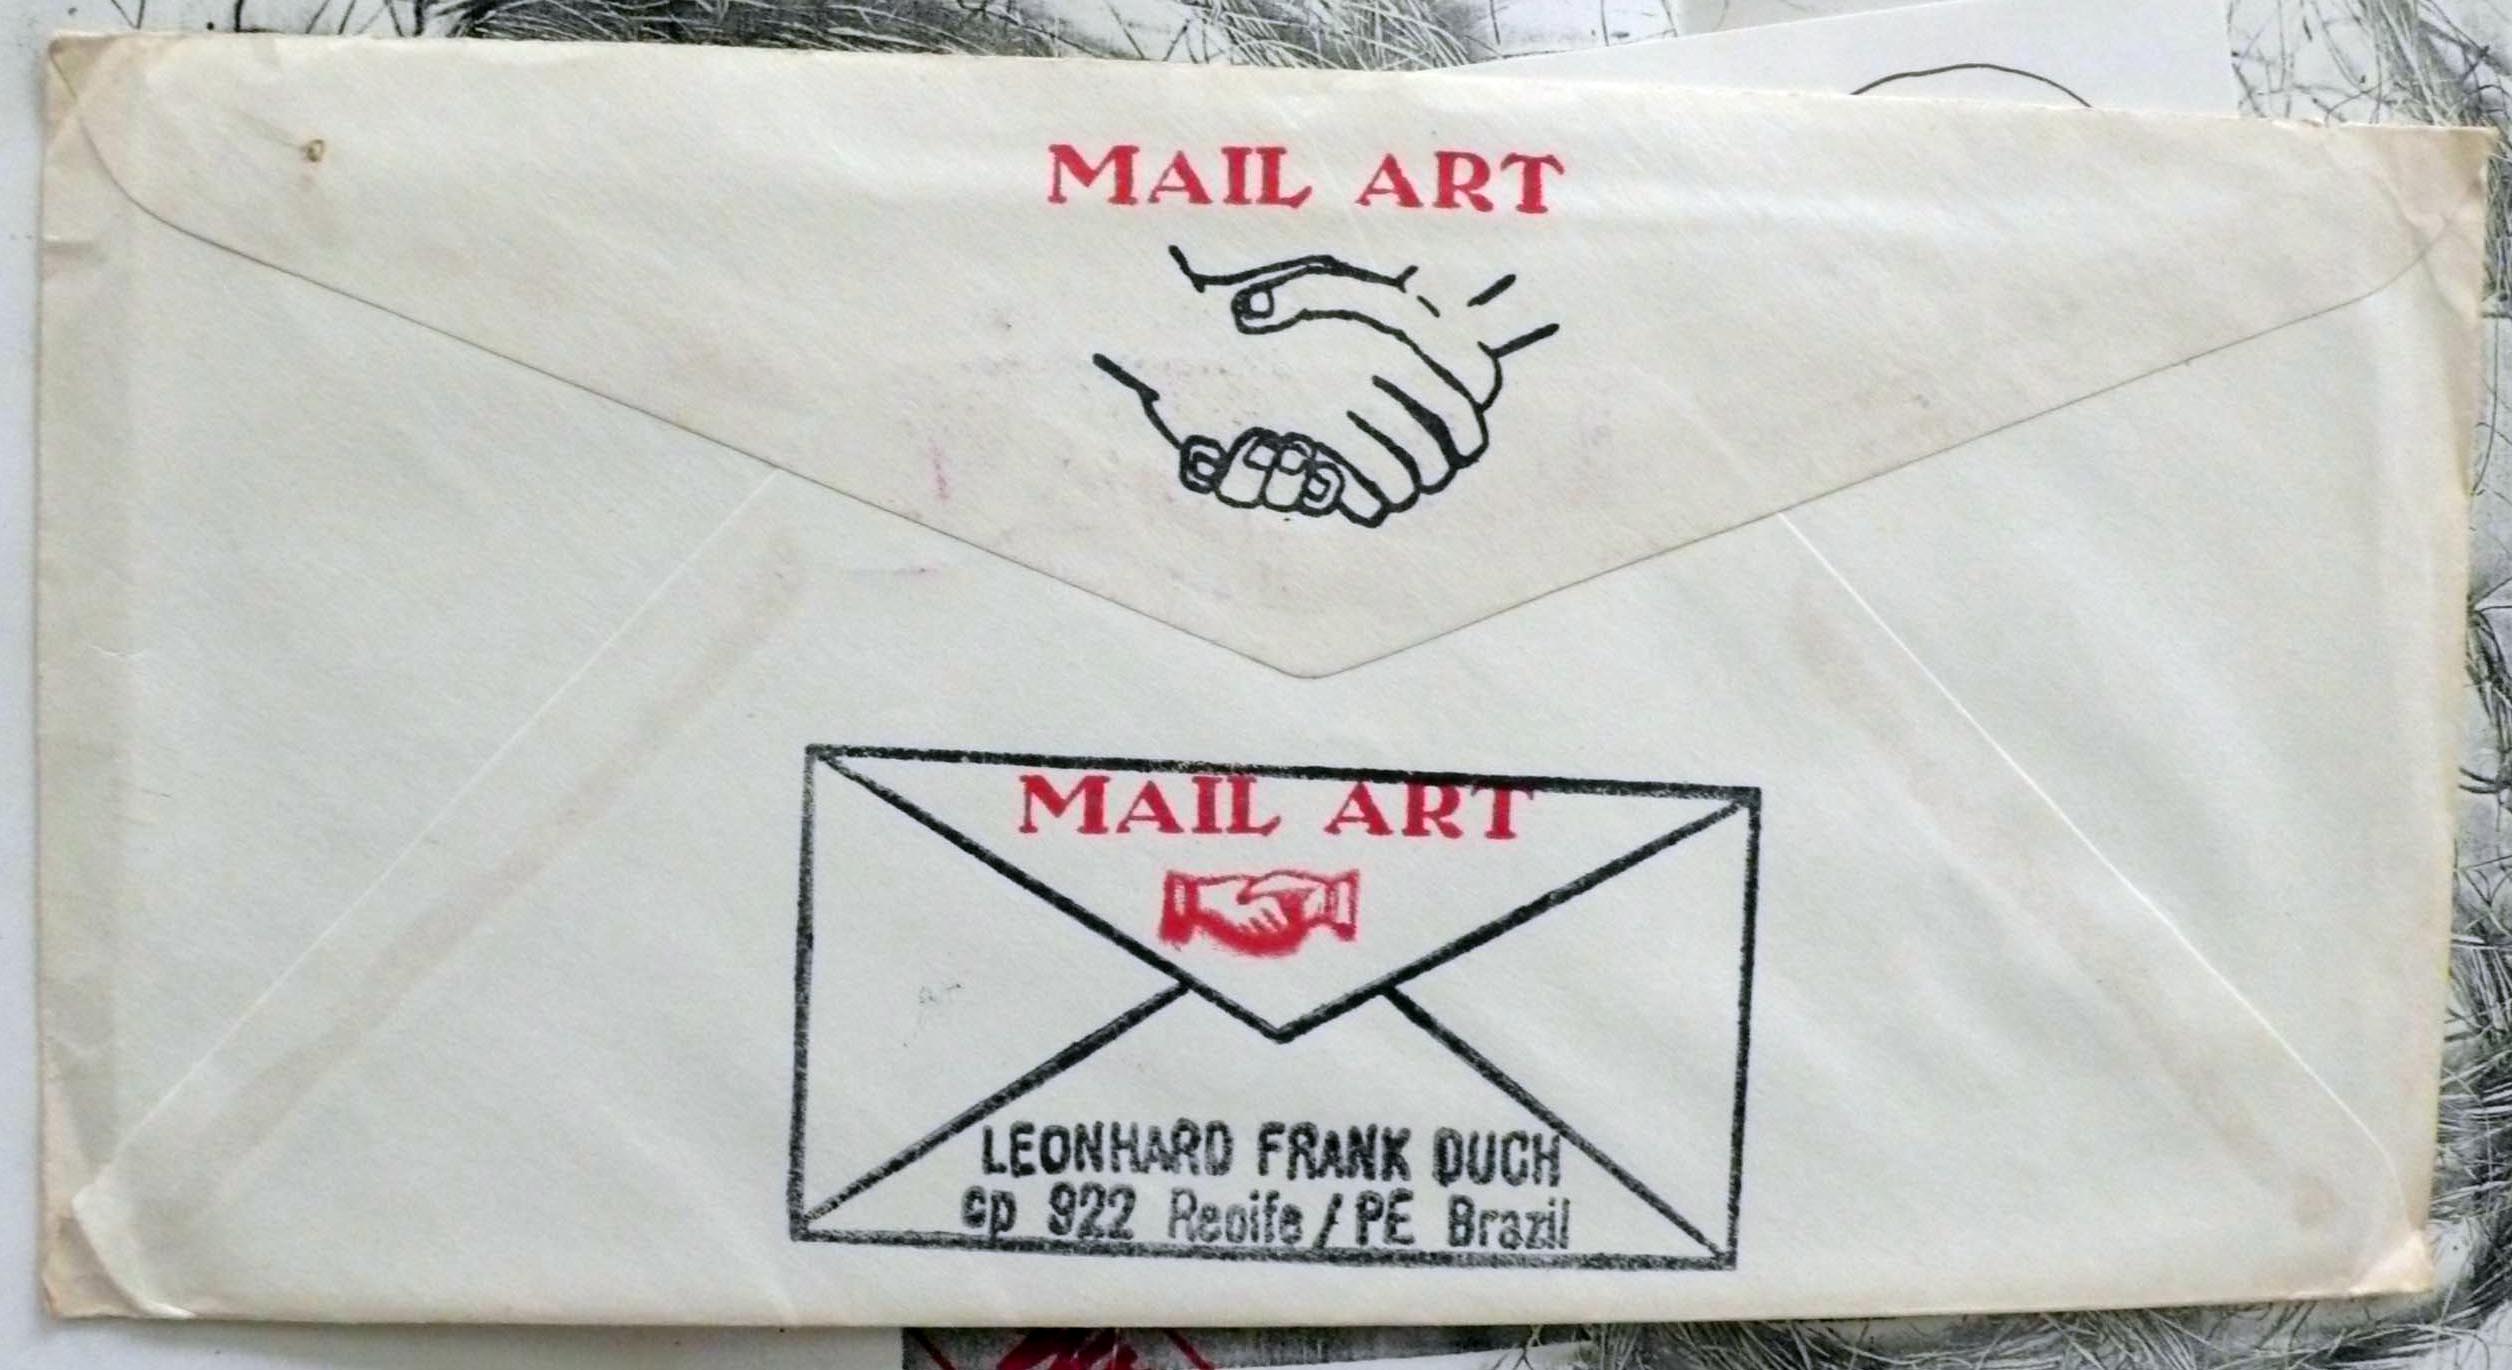 MAIL ART
MAIL ART
LEONHARD FRANK DUCH
cp 922 Recife / PE Brazil